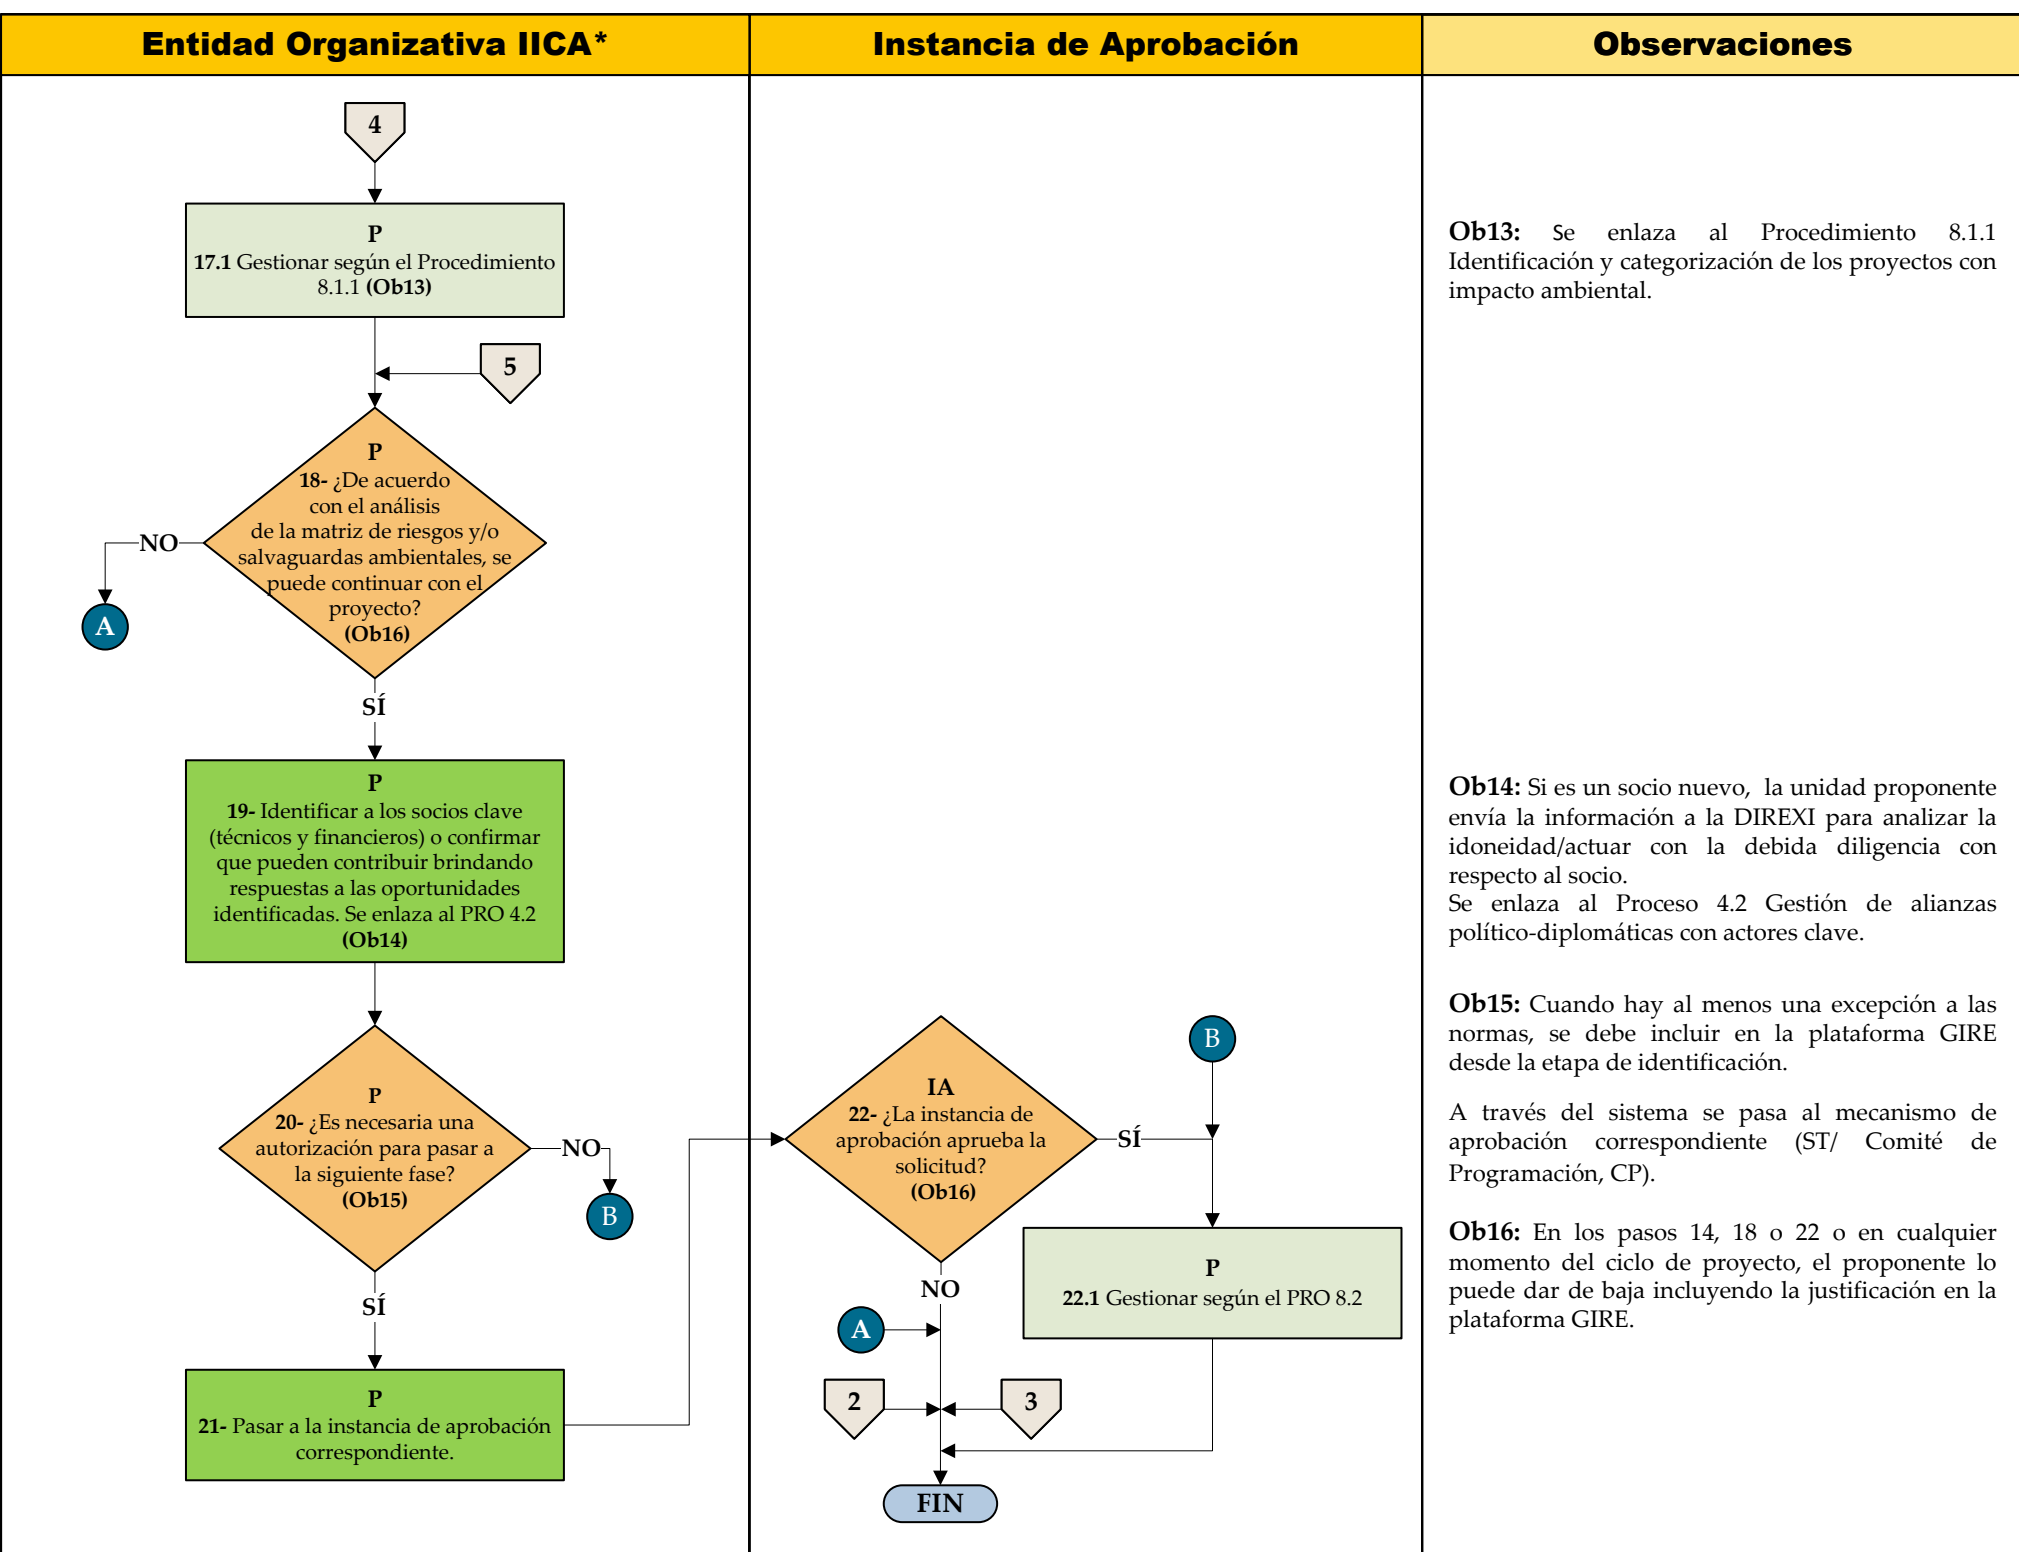 Entidad Organizativa IICA*
Instancia de Aprobación
Observaciones
4
P
17.1 Gestionar según el Procedimiento
8.1.1 (Ob13)
5
P
18- ¿De acuerdo
con el análisis
de la matriz de riesgos y/o
salvaguardas ambientales, se
puede continuar con el
proyecto?
(Ob16)
NO
A
SÍ
P
19- Identificar a los socios clave
(técnicos y financieros) o confirmar
que pueden contribuir brindando
respuestas a las oportunidades
identificadas. Se enlaza al PRO 4.2
(Ob14)
P
20- ¿Es necesaria una
autorización para pasar a
la siguiente fase?
(Ob15)
NO
B
SÍ
P
21- Pasar a la instancia de aprobación
correspondiente.
IA
22- ¿La instancia de
aprobación aprueba la
solicitud?
(Ob16)
SÍ
B
NO
P
22.1 Gestionar según el PRO 8.2
A
2
3
FIN
Ob13: Se enlaza al Procedimiento 8.1.1
Identificación y categorización de los proyectos con
impacto ambiental.
Ob14: Si es un socio nuevo, la unidad proponente
envía la información a la DIREXI para analizar la
idoneidad/actuar con la debida diligencia con
respecto al socio.
Se enlaza al Proceso 4.2 Gestión de alianzas
político-diplomáticas con actores clave.
Ob15: Cuando hay al menos una excepción a las
normas, se debe incluir en la plataforma GIRE
desde la etapa de identificación.
A través del sistema se pasa al mecanismo de
aprobación correspondiente (ST/ Comité de
Programación, CP).
Ob16: En los pasos 14, 18 o 22 o en cualquier
momento del ciclo de proyecto, el proponente lo
puede dar de baja incluyendo la justificación en la
plataforma GIRE.